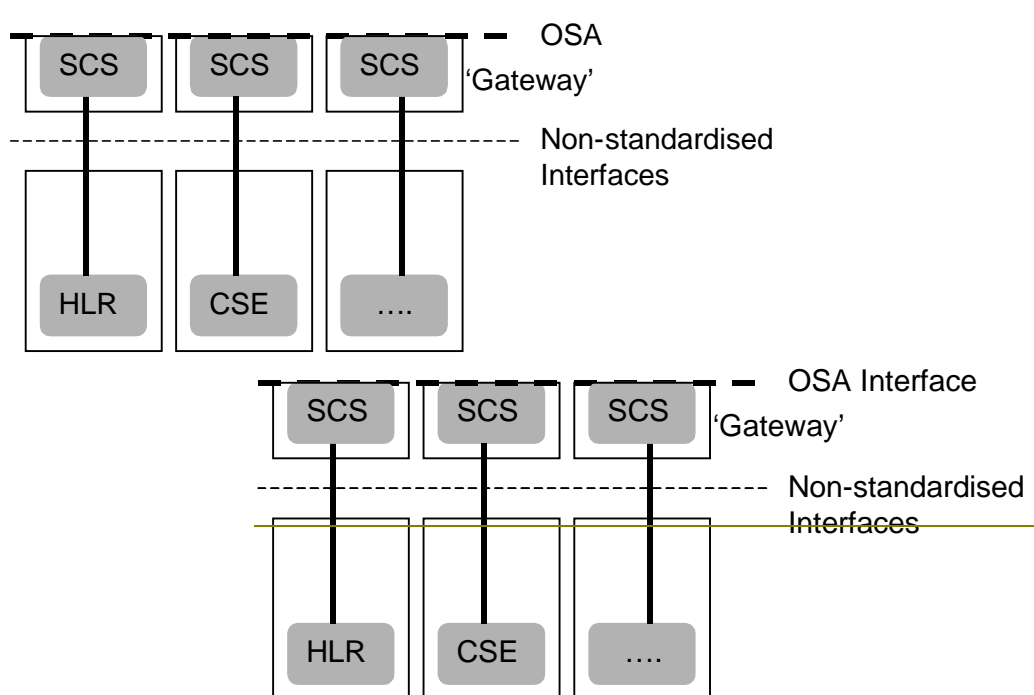 OSA
SCS SCS SCS
‘Gateway’
Non-standardised
Interfaces
HLR CSE ....
OSA Interface
SCS SCS SCS
‘Gateway’
Non-standardised
Interfaces
HLR CSE ....